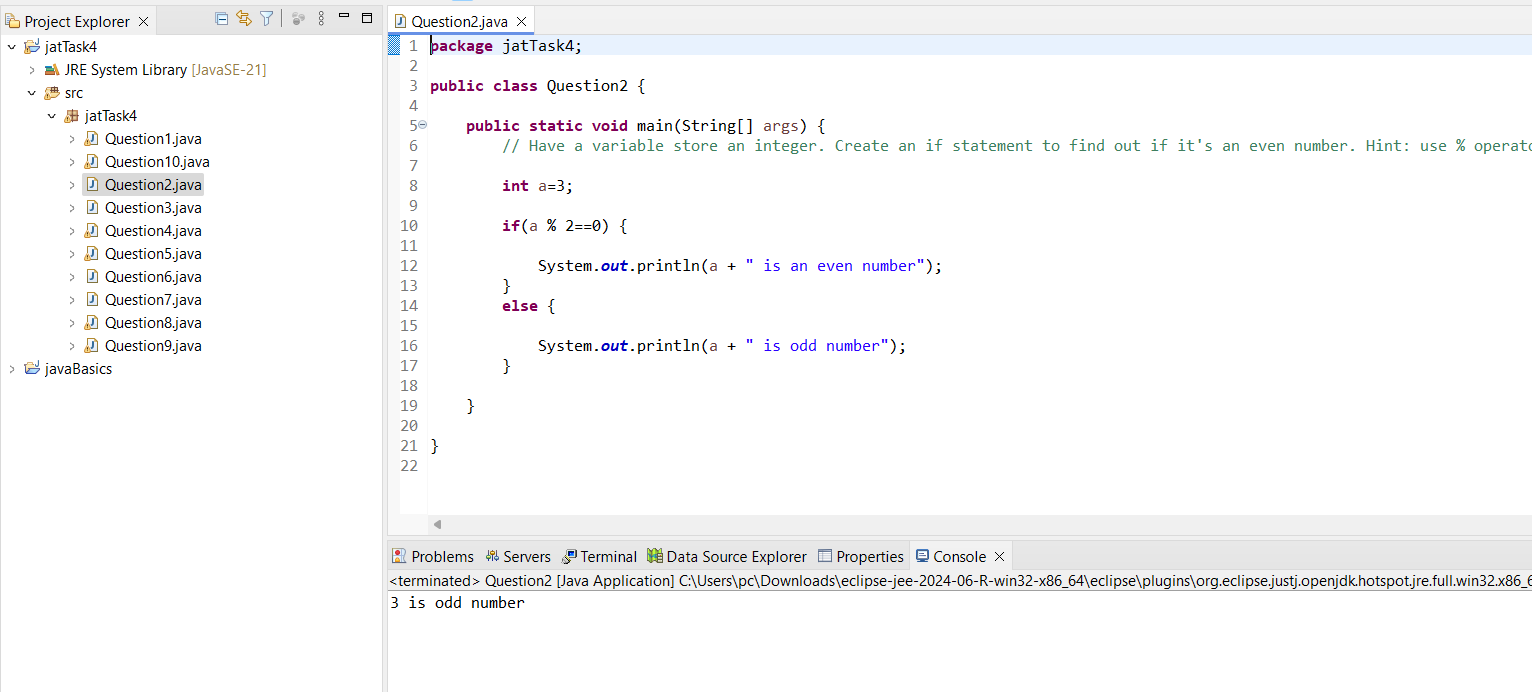 Project Explorer
jatTask4
JRE System Library [JavaSE-21]
src
jatTask4
Question1.java
Question10.java
Question2.java
Question3.java
Question4.java
Question5.java
Question6.java
Question7.java
Question8.java
Question9.java
javaBasics
Question2.java
1 package jatTask4;
2
3 public class Question2 {
4
5     public static void main(String[] args) {
6         // Have a variable store an integer. Create an if statement to find out if it's an even number. Hint: use %
7
8         int a=3;
9
10         if(a % 2==0) {
11
12             System.out.println(a + " is an even number");
13         }
14         else {
15
16             System.out.println(a + " is odd number");
17         }
18
19     }
20
21 }
22
Problems Servers Terminal Data Source Explorer Properties Console
<terminated> Question2 [Java Application] C:\Users\pc\Downloads\eclipse-jee-2024-06-R-win32-x86_64\eclipse\plugins\org.eclipse.justj.openjdk.hotspot.jre.full.win32.x86_6
3 is odd number